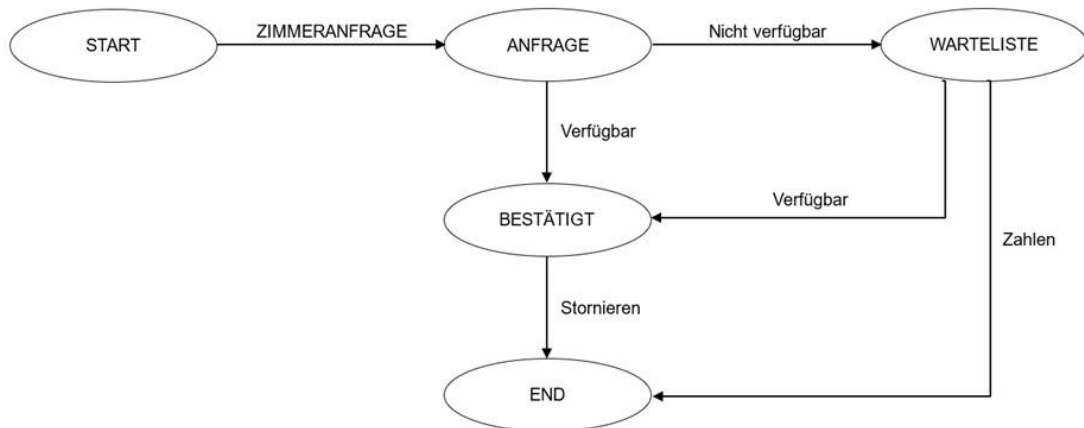 START
ZIMMERANFRAGE
ANFRAGE
Nicht verfügbar
WARTELISTE
Verfügbar
BESTÄTIGT
Verfügbar
Zahlen
Stornieren
END